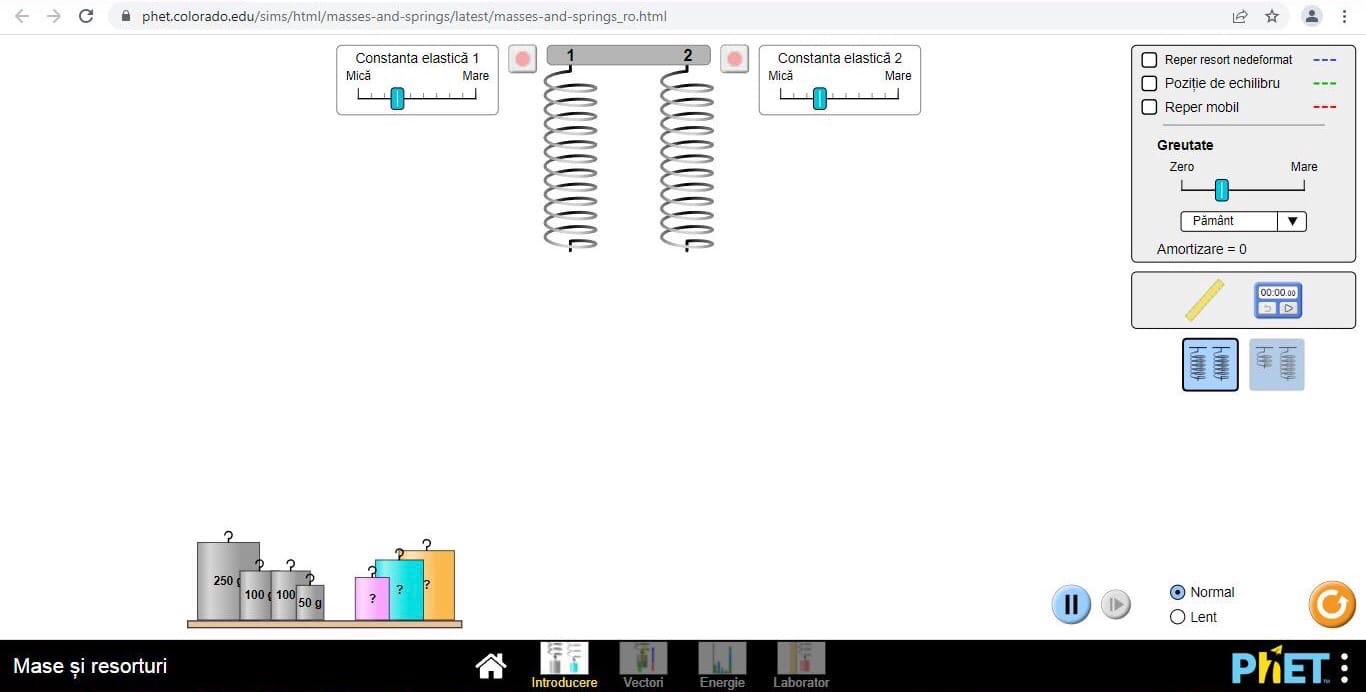 phet.colorado.edu/sims/html/masses-and-springs/latest/masses-and-springs_ro.html
Constanta elastică 1
Mică Mare
1 2
Constanta elastică 2
Mică Mare
Reper resort nedeformat
Poziție de echilibru
Reper mobil
Greutate
Zero Mare
Pământ
Amortizare = 0
00:00.00
250 g
100 g
100
50 g
?
?
?
Normal
Lent
Mase și resorturi
Introducere
Vectori
Energie
Laborator
PhET